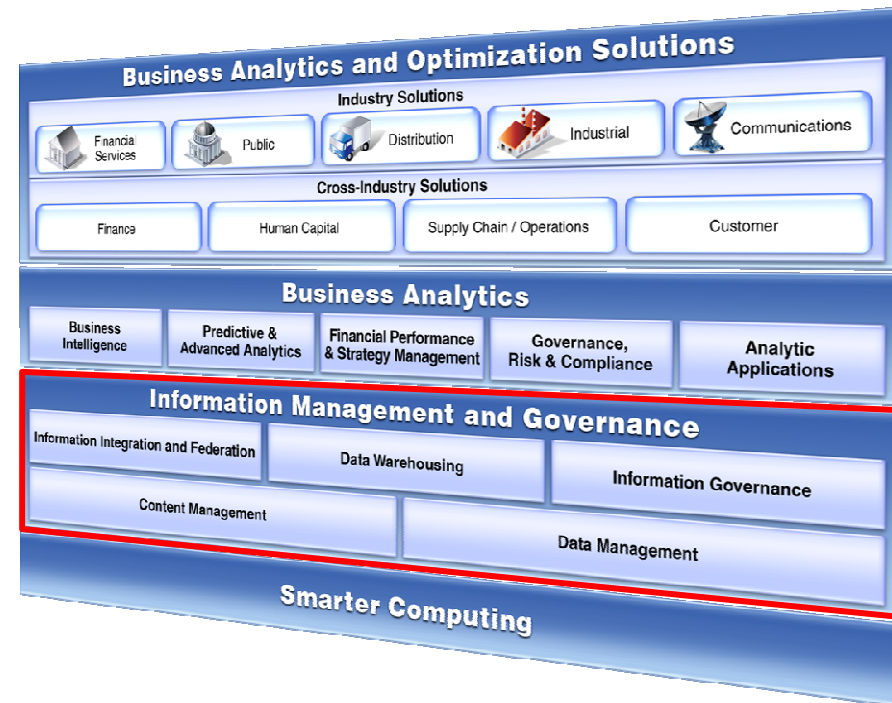 Business Analytics and Optimization Solutions
Industry Solutions
Financial
Services
Public
Distribution
Industrial
Communications
Cross-Industry Solutions
Finance
Human Capital
Supply Chain / Operations
Customer
Business Analytics
Business
Intelligence
Predictive &
Advanced Analytics
Financial Performance
& Strategy Management
Governance,
Risk & Compliance
Analytic
Applications
Information Management and Governance
Information Integration and Federation
Data Warehousing
Information Governance
Content Management
Data Management
Smarter Computing